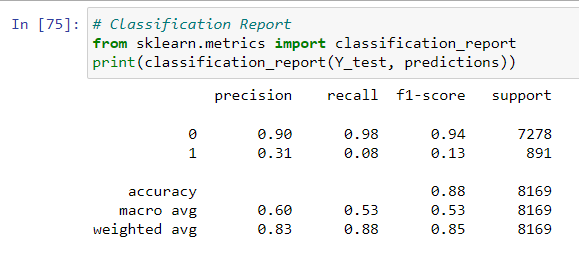 In [75]: # Classification Report
from sklearn.metrics import classification_report
print(classification_report(Y_test, predictions))
precision recall f1-score support
0 0.90 0.98 0.94 7278
1 0.31 0.08 0.13 891
accuracy 0.88 8169
macro avg 0.60 0.53 0.53 8169
weighted avg 0.83 0.88 0.85 8169